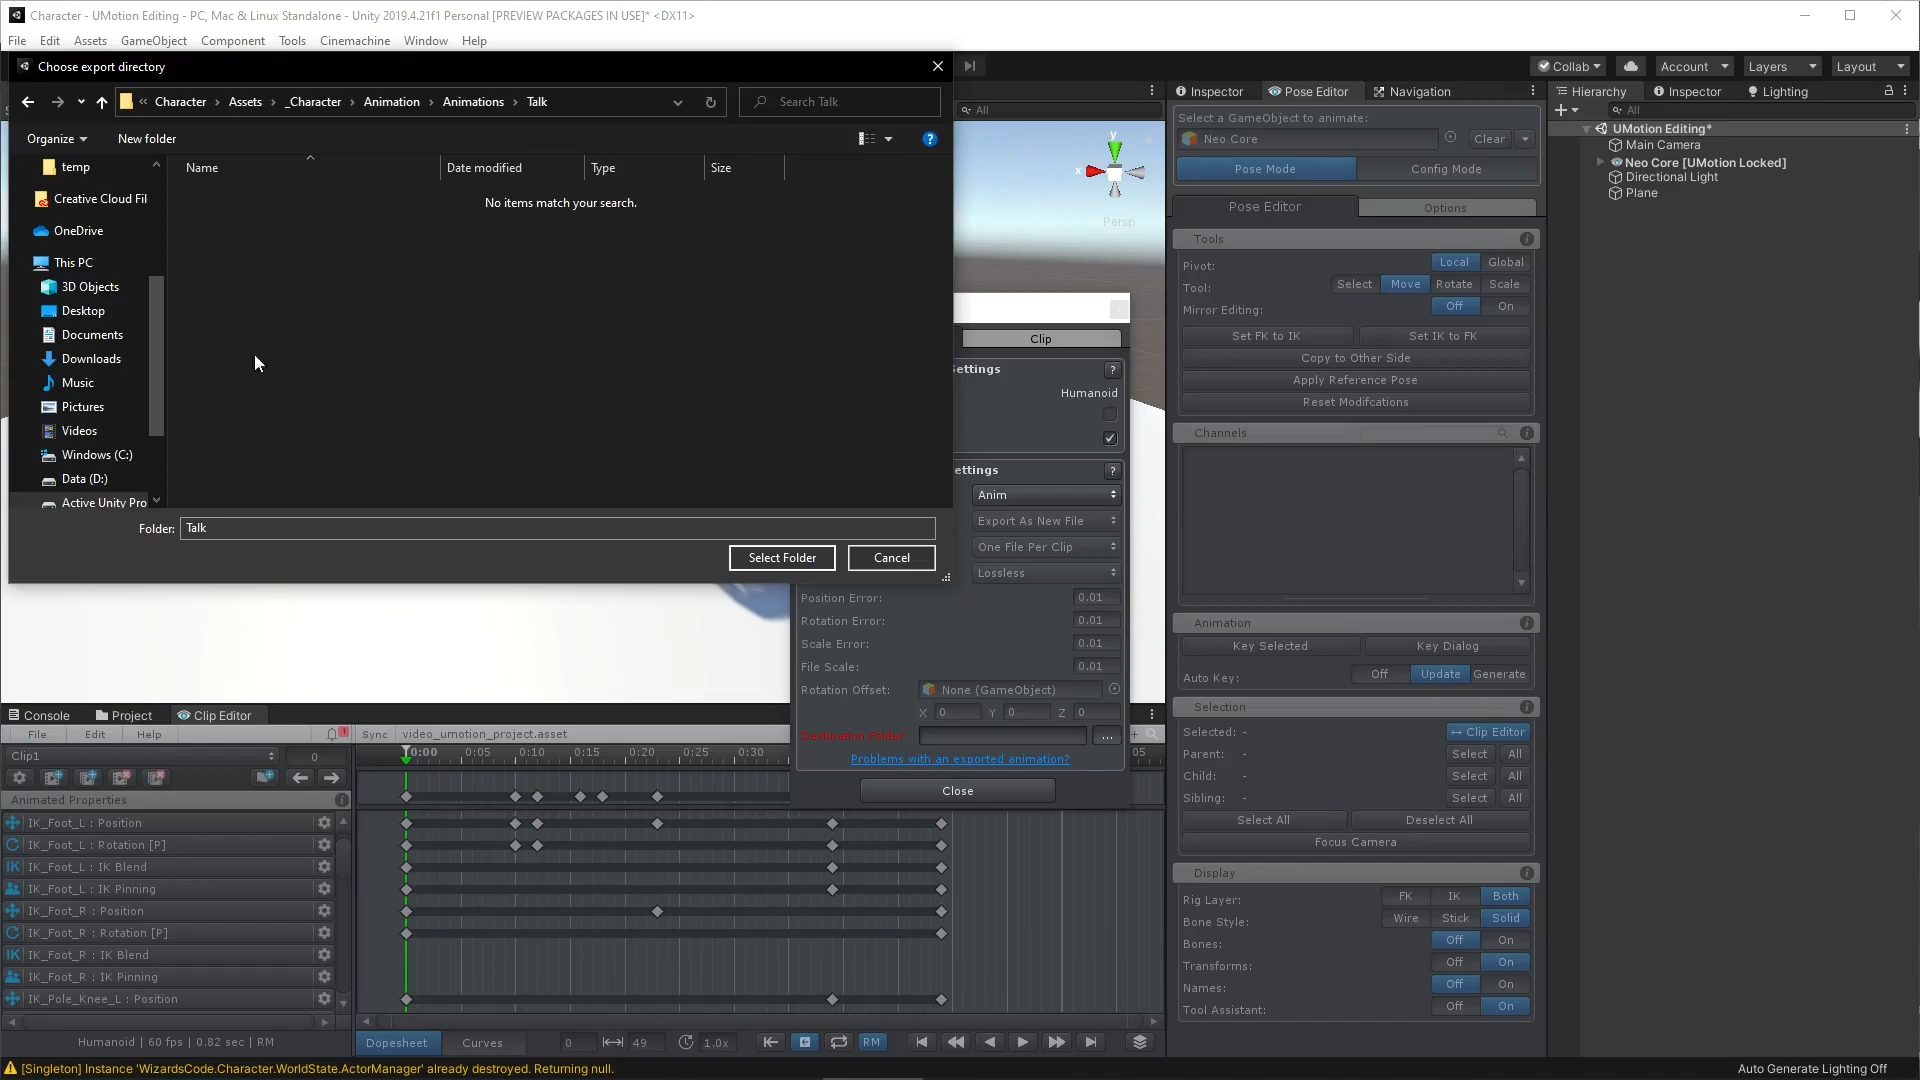 Character - UMotion Editing - PC, Mac & Linux Standalone - Unity 2019.4.21f1 Personal [PREVIEW PACKAGES IN USE]* <DX11>
File Edit Assets GameObject Component Tools Cinemachine Window Help
Choose export directory
Collab Account Layers Layout
« Character › Assets › _Character › Animation › Animations › Talk
Search Talk
All
Organize New folder
Name Date modified Type Size
No items match your search.
temp
Creative Cloud Fil
OneDrive
This PC
3D Objects
Desktop
Documents
Downloads
Music
Pictures
Videos
Windows (C:)
Data (D:)
Active Unity Pro
Folder: Talk
Select Folder Cancel
y
x
Persp
Clip
ettings
Humanoid
ettings
Anim
Export As New File
One File Per Clip
Lossless
Position Error: 0.01
Rotation Error: 0.01
Scale Error: 0.01
File Scale: 0.01
Rotation Offset: None (GameObject)
X 0 Y 0 Z 0
Destination Folder: ...
Problems with an exported animation?
Close
Inspector Pose Editor Navigation
Select a GameObject to animate:
Neo Core Clear
Pose Mode Config Mode
Pose Editor Options
Tools
Pivot: Local Global
Tool: Select Move Rotate Scale
Mirror Editing: Off On
Set FK to IK Set IK to FK
Copy to Other Side
Apply Reference Pose
Reset Modifcations
Channels
Animation
Key Selected Key Dialog
Auto Key: Off Update Generate
Selection
Selected: - Clip Editor
Parent: - Select All
Child: - Select All
Sibling: - Select All
Select All Deselect All
Focus Camera
Display
Rig Layer: FK IK Both
Bone Style: Wire Stick Solid
Bones: Off On
Transforms: Off On
Names: Off On
Tool Assistant: Off On
Hierarchy Inspector Lighting
All
UMotion Editing*
Main Camera
Neo Core [UMotion Locked]
Directional Light
Plane
Console Project Clip Editor
File Edit Help 1 Sync video_umotion_project.asset
Clip1 0
0:00 0:05 0:10 0:15 0:20 0:25 0:30 05
Animated Properties
IK_Foot_L : Position
IK_Foot_L : Rotation [P]
IK IK_Foot_L : IK Blend
IK_Foot_L : IK Pinning
IK_Foot_R : Position
IK_Foot_R : Rotation [P]
IK IK_Foot_R : IK Blend
IK_Foot_R : IK Pinning
IK_Pole_Knee_L : Position
Humanoid | 60 fps | 0.82 sec | RM
Dopesheet Curves 0 49 1.0x RM
[Singleton] Instance 'WizardsCode.Character.WorldState.ActorManager' already destroyed. Returning null.
Auto Generate Lighting Off